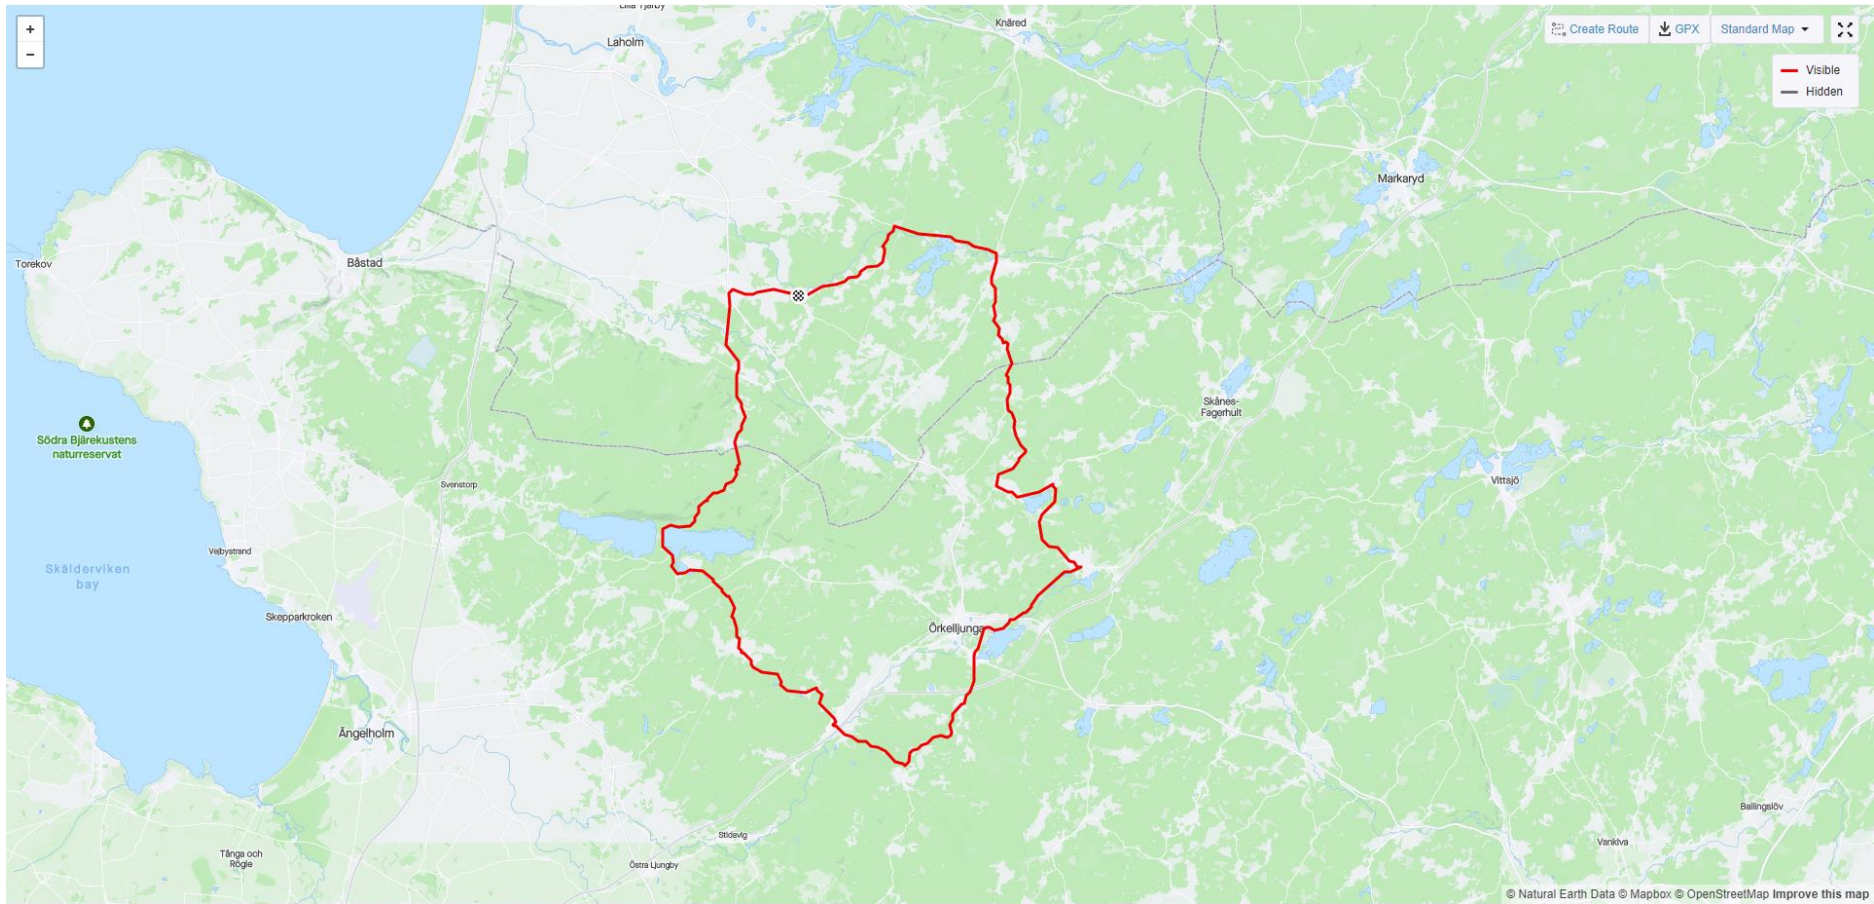 Lilla Tjärby
Knäred
+
Create Route
GPX
Standard Map
Laholm
−
Visible
Hidden
Markaryd
Torekov
Båstad
Skånes-
Fagerhult
Södra Bjärekustens
naturreservat
Svenstorp
Vittsjö
Vejbystrand
Skälderviken
bay
Skepparkroken
Örkelljunga
Ängelholm
Ballingslöv
Stidsvig
Vankiva
Tånga och
Rögle
Östra Ljungby
© Natural Earth Data © Mapbox © OpenStreetMap Improve this map